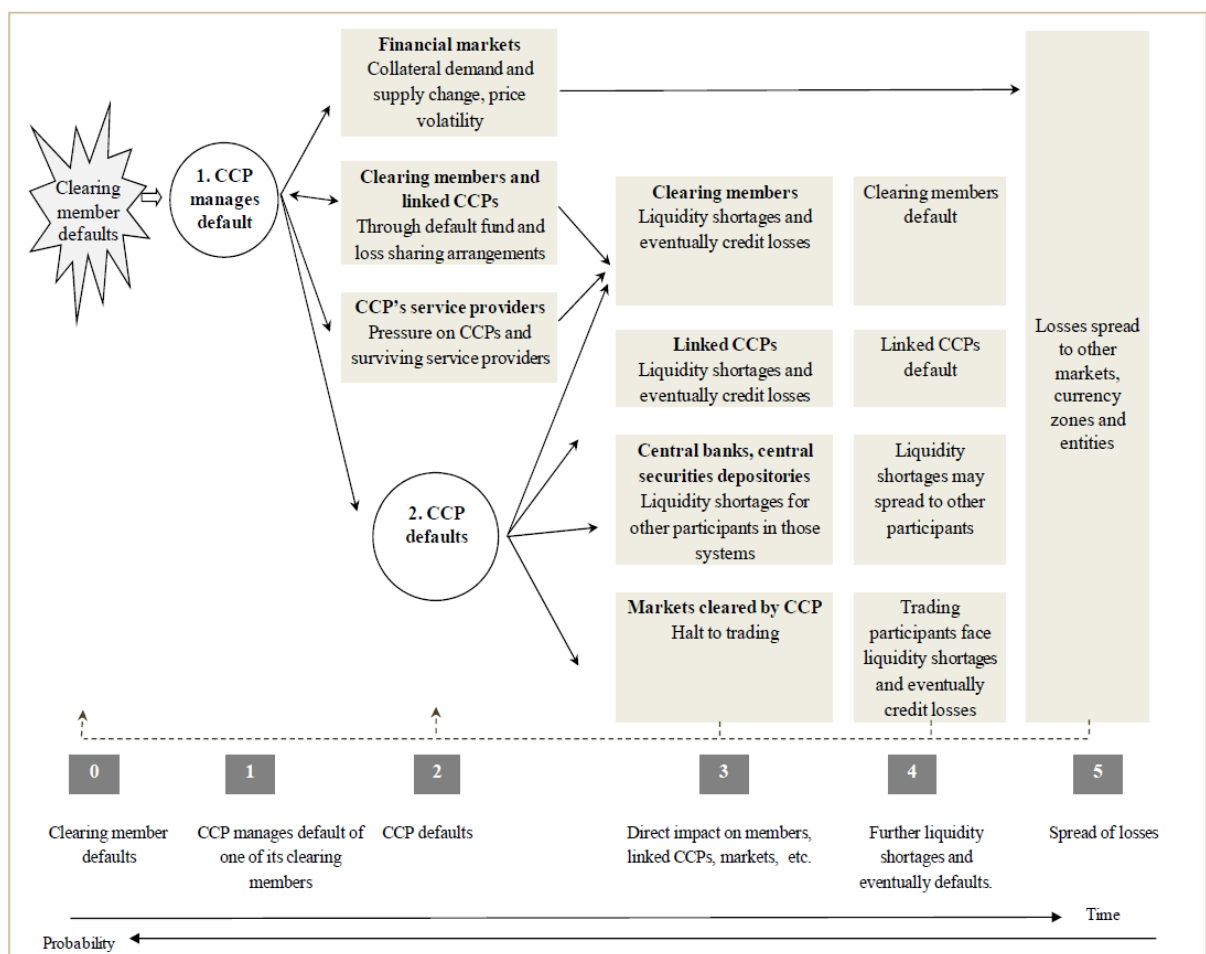 Financial markets
Collateral demand and
supply change, price
volatility
Clearing
member
defaults
1. CCP
manages
default
Clearing members and
linked CCPs
Through default fund and
loss sharing arrangements
CCP's service providers
Pressure on CCPs and
surviving service providers
2. CCP
defaults
Clearing members
Liquidity shortages and
eventually credit losses
Linked CCPs
Liquidity shortages and
eventually credit losses
Central banks, central
securities depositories
Liquidity shortages for
other participants in those
systems
Markets cleared by CCP
Halt to trading
Clearing members
default
Linked CCPs
default
Liquidity
shortages may
spread to other
participants
Trading
participants face
liquidity shortages
and eventually
credit losses
Losses spread
to other
markets,
currency
zones and
entities
0
1
2
3
4
5
Clearing member
defaults
CCP manages default of
one of its clearing
members
CCP defaults
Direct impact on members,
linked CCPs, markets, etc.
Further liquidity
shortages and
eventually defaults.
Spread of losses
Time
Probability